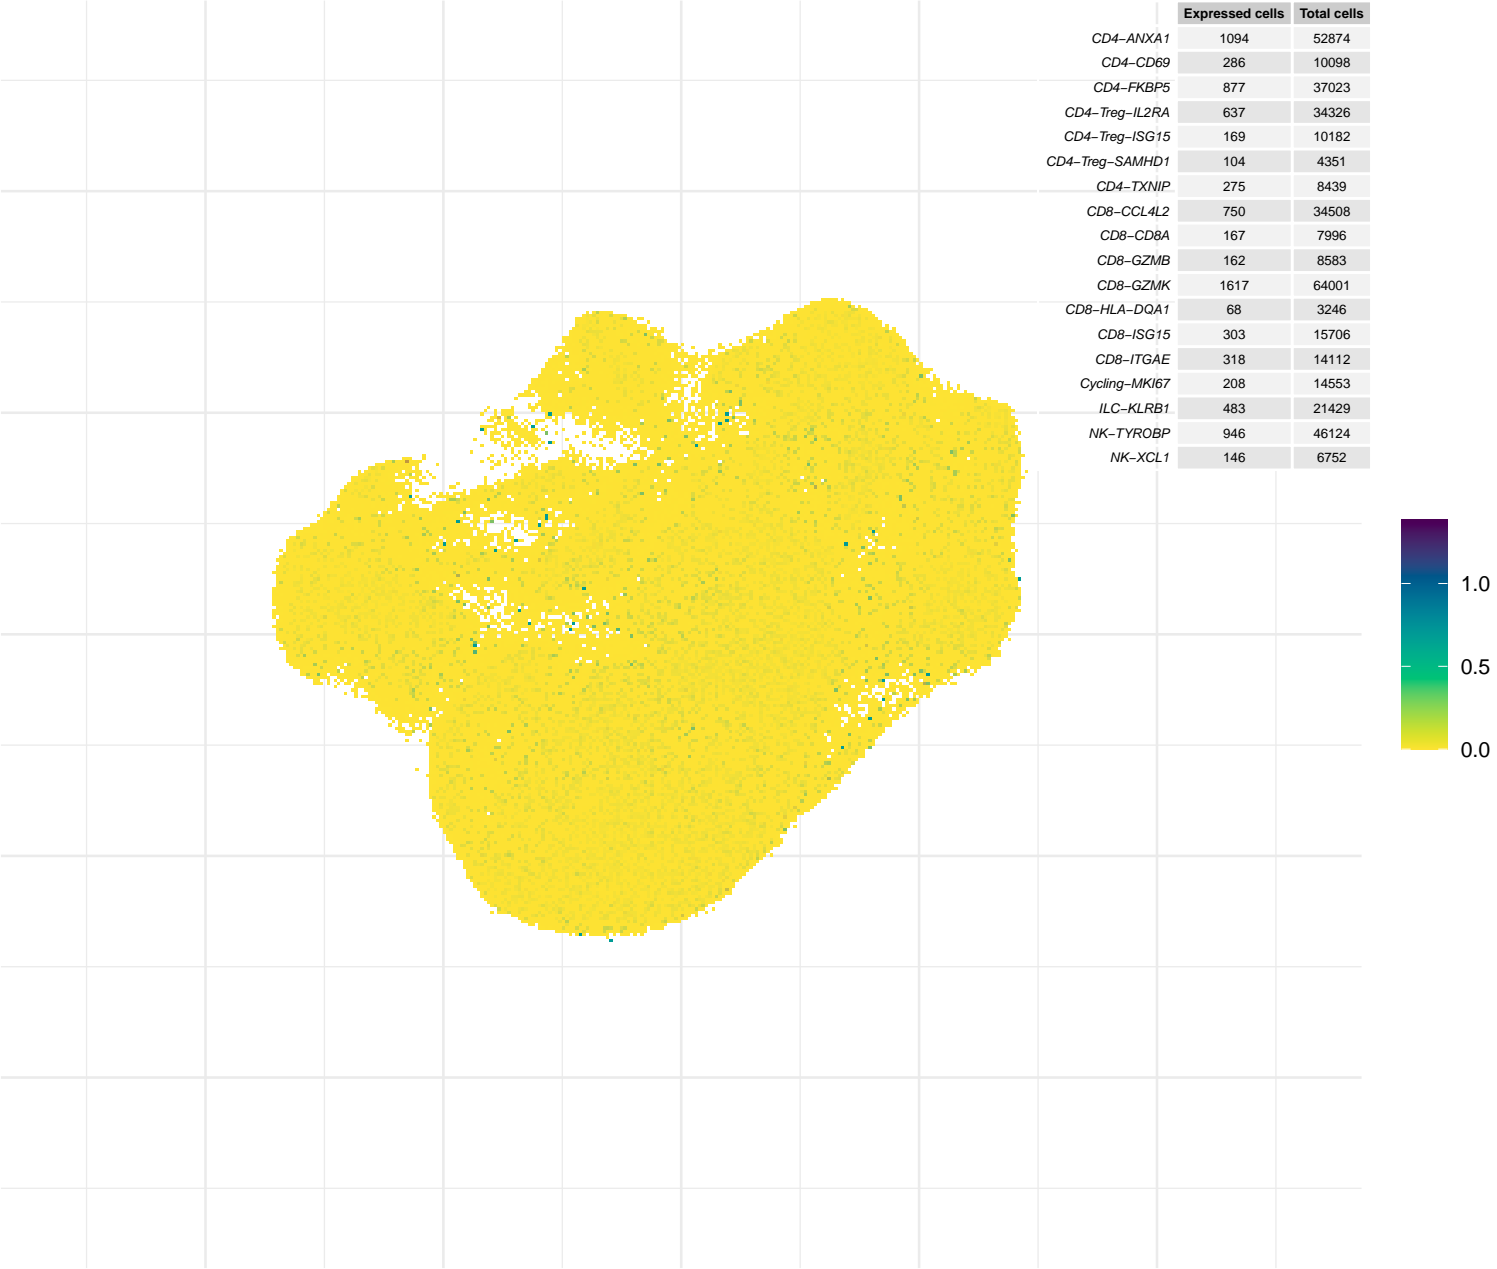 Expressed cells Total cells
CD4−ANXA1 1094 52874
CD4−CD69 286 10098
CD4−FKBP5 877 37023
CD4−Treg−IL2RA 637 34326
CD4−Treg−ISG15 169 10182
CD4−Treg−SAMHD1 104 4351
CD4−TXNIP 275 8439
CD8−CCL4L2 750 34508
CD8−CD8A 167 7996
CD8−GZMB 162 8583
CD8−GZMK 1617 64001
CD8−HLA−DQA1 68 3246
CD8−ISG15 303 15706
CD8−ITGAE 318 14112
Cycling−MKI67 208 14553
ILC−KLRB1 483 21429
NK−TYROBP 946 46124
NK−XCL1 146 6752
1.0
0.5
0.0